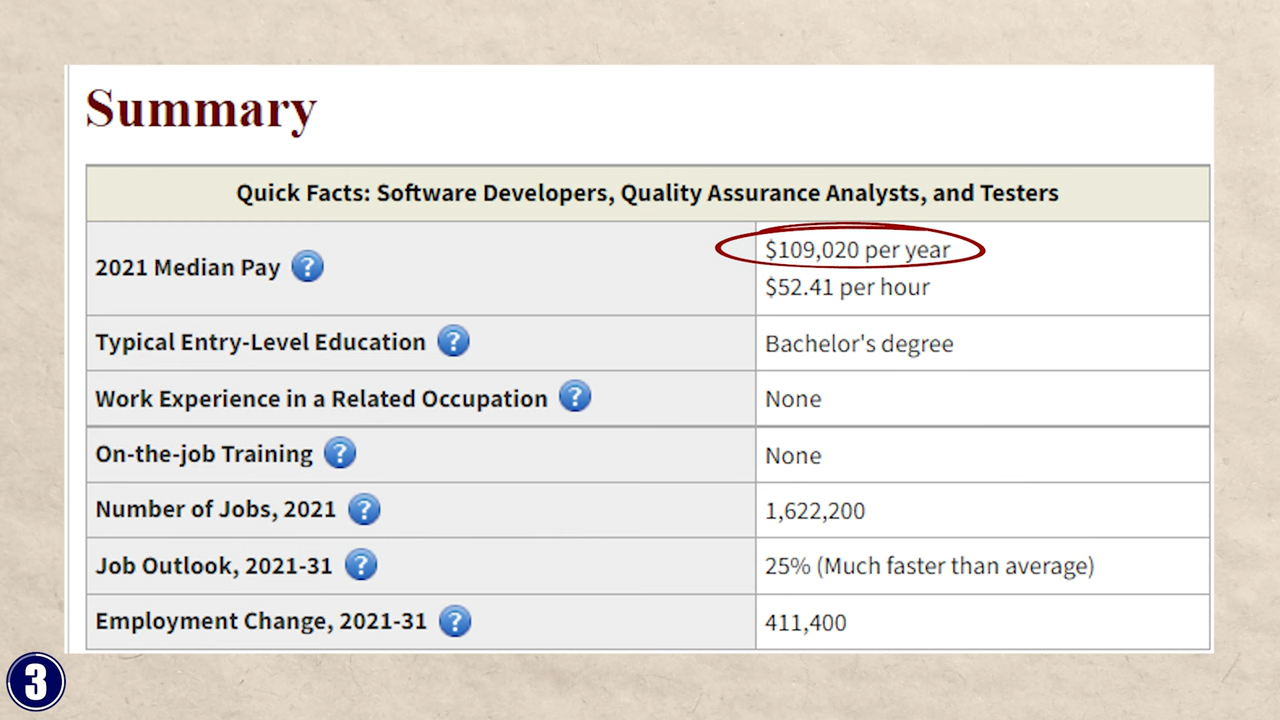 Summary
Quick Facts: Software Developers, Quality Assurance Analysts, and Testers
2021 Median Pay ?
$109,020 per year
$52.41 per hour
Typical Entry-Level Education ?
Bachelor's degree
Work Experience in a Related Occupation ?
None
On-the-job Training ?
None
Number of Jobs, 2021 ?
1,622,200
Job Outlook, 2021-31 ?
25% (Much faster than average)
Employment Change, 2021-31 ?
411,400
3